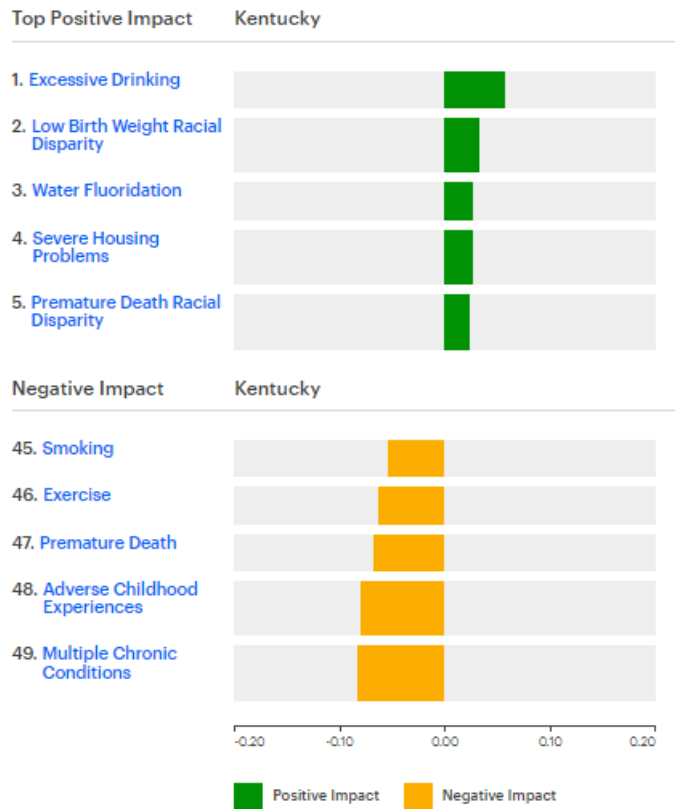 Top Positive Impact Kentucky
1. Excessive Drinking
2. Low Birth Weight Racial
Disparity
3. Water Fluoridation
4. Severe Housing
Problems
5. Premature Death Racial
Disparity
Negative Impact Kentucky
45. Smoking
46. Exercise
47. Premature Death
48. Adverse Childhood
Experiences
49. Multiple Chronic
Conditions
-0.20 -0.10 0.00 0.10 0.20
Positive Impact Negative Impact